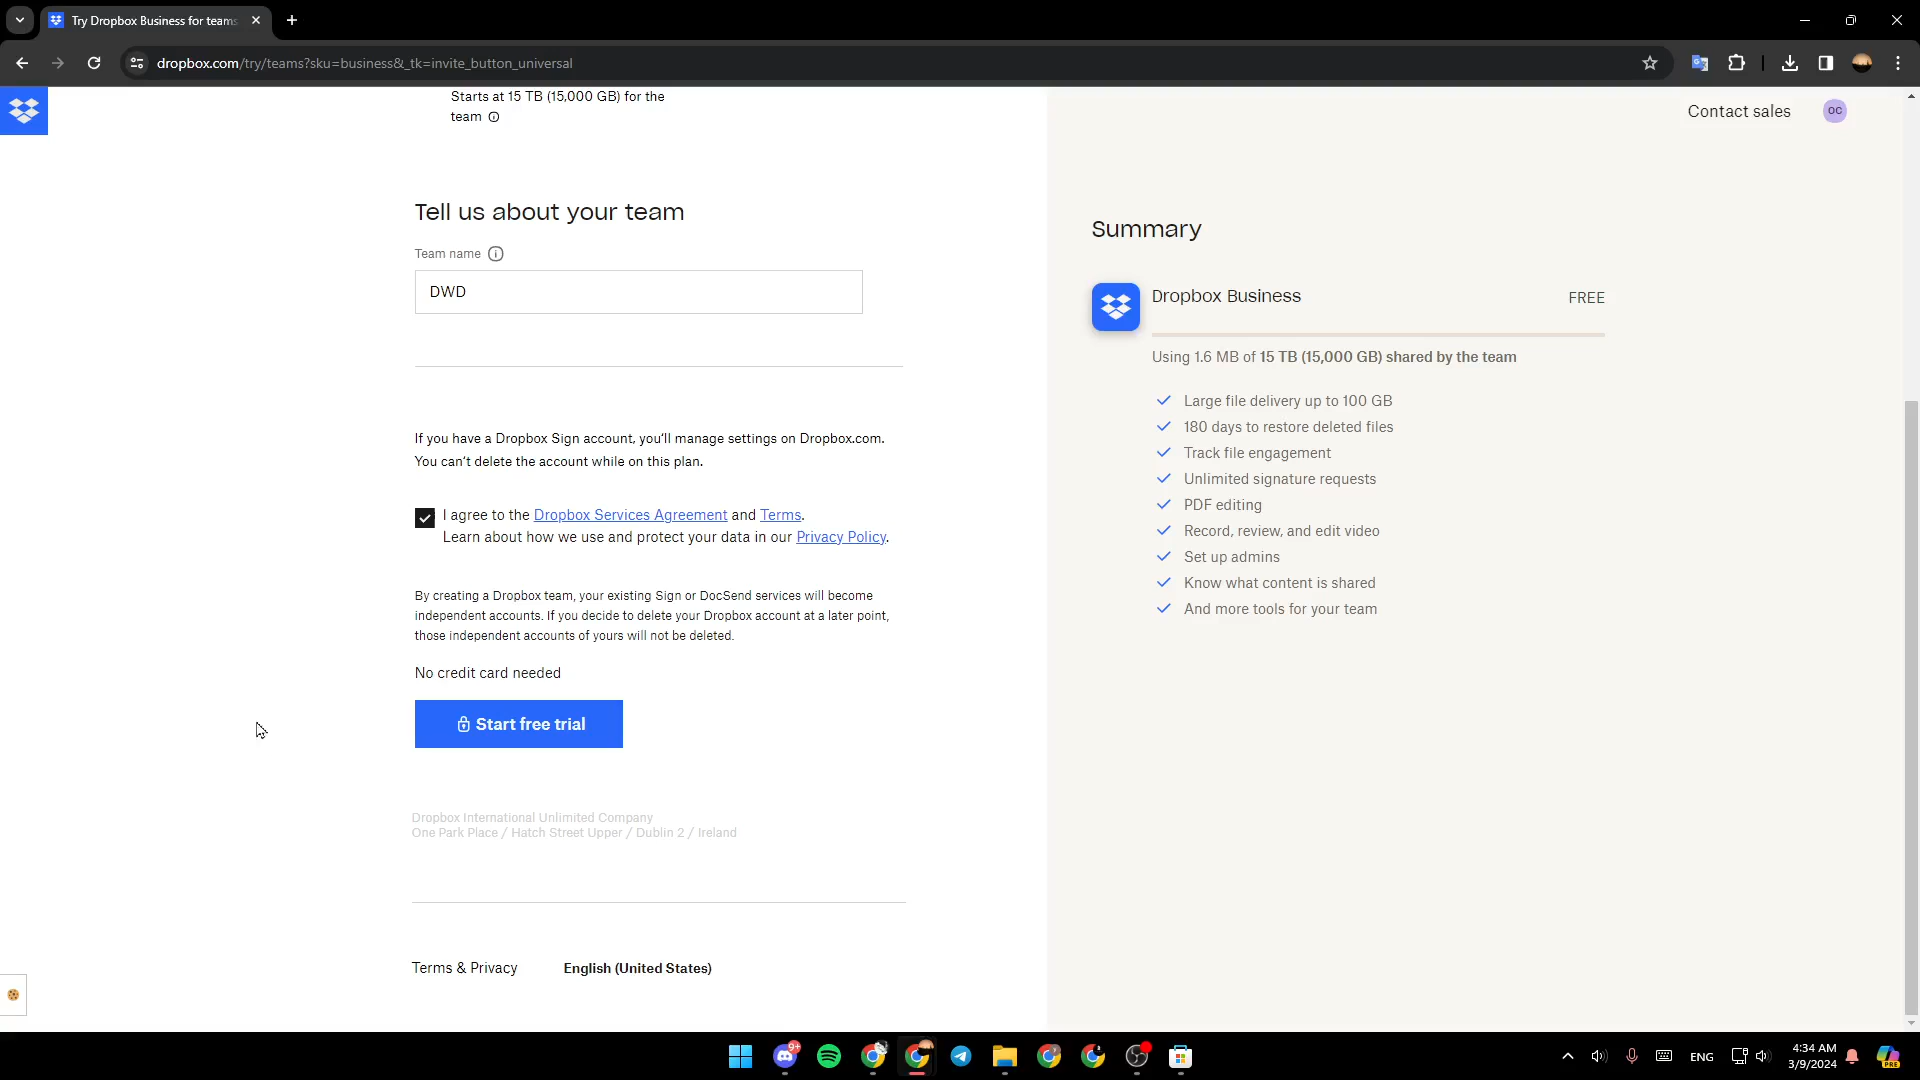 Try Dropbox Business for teams
dropbox.com/try/teams?sku=business&_tk=invite_button_universal
Starts at 15 TB (15,000 GB) for the
team
Contact sales
OC
Tell us about your team
Team name
DWD
If you have a Dropbox Sign account, you'll manage settings on Dropbox.com.
You can't delete the account while on this plan.
I agree to the Dropbox Services Agreement and Terms.
Learn about how we use and protect your data in our Privacy Policy.
By creating a Dropbox team, your existing Sign or DocSend services will become
independent accounts. If you decide to delete your Dropbox account at a later point,
those independent accounts of yours will not be deleted.
No credit card needed
Start free trial
Dropbox International Unlimited Company
One Park Place / Hatch Street Upper / Dublin 2 / Ireland
Terms & Privacy English (United States)
Summary
Dropbox Business FREE
Using 1.6 MB of 15 TB (15,000 GB) shared by the team
Large file delivery up to 100 GB
180 days to restore deleted files
Track file engagement
Unlimited signature requests
PDF editing
Record, review, and edit video
Set up admins
Know what content is shared
And more tools for your team
9+
ENG
4:34 AM
3/9/2024
PRE